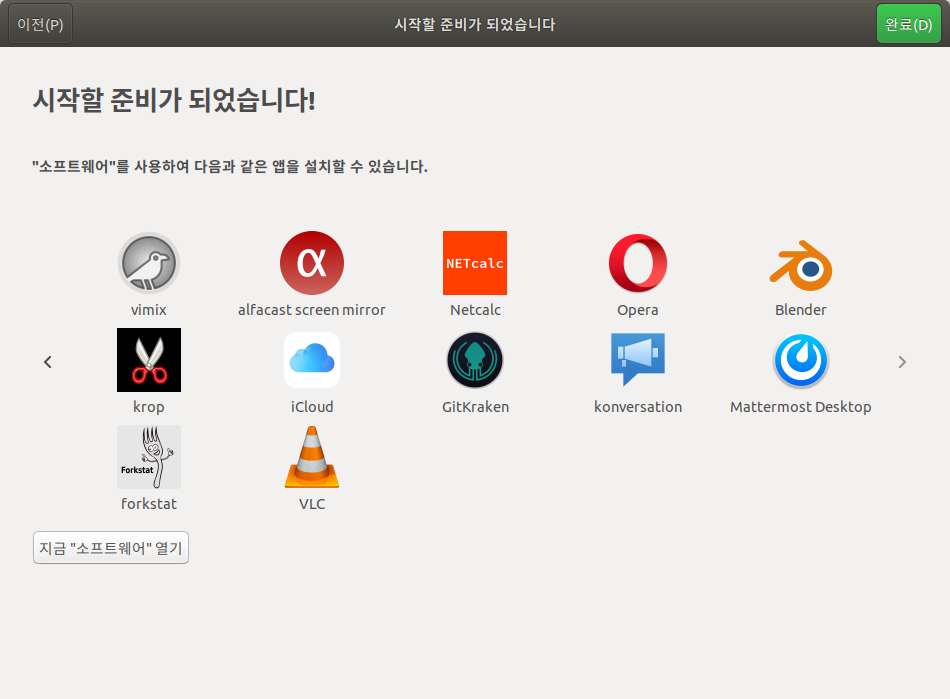 이전(P)
시작할 준비가 되었습니다
완료(D)
시작할 준비가 되었습니다!
"소프트웨어"를 사용하여 다음과 같은 앱을 설치할 수 있습니다.
NETcalc
vimix
alfacast screen mirror
Netcalc
Opera
Blender
krop
iCloud
GitKraken
konversation
Mattermost Desktop
Forkstat
forkstat
VLC
지금 "소프트웨어" 열기